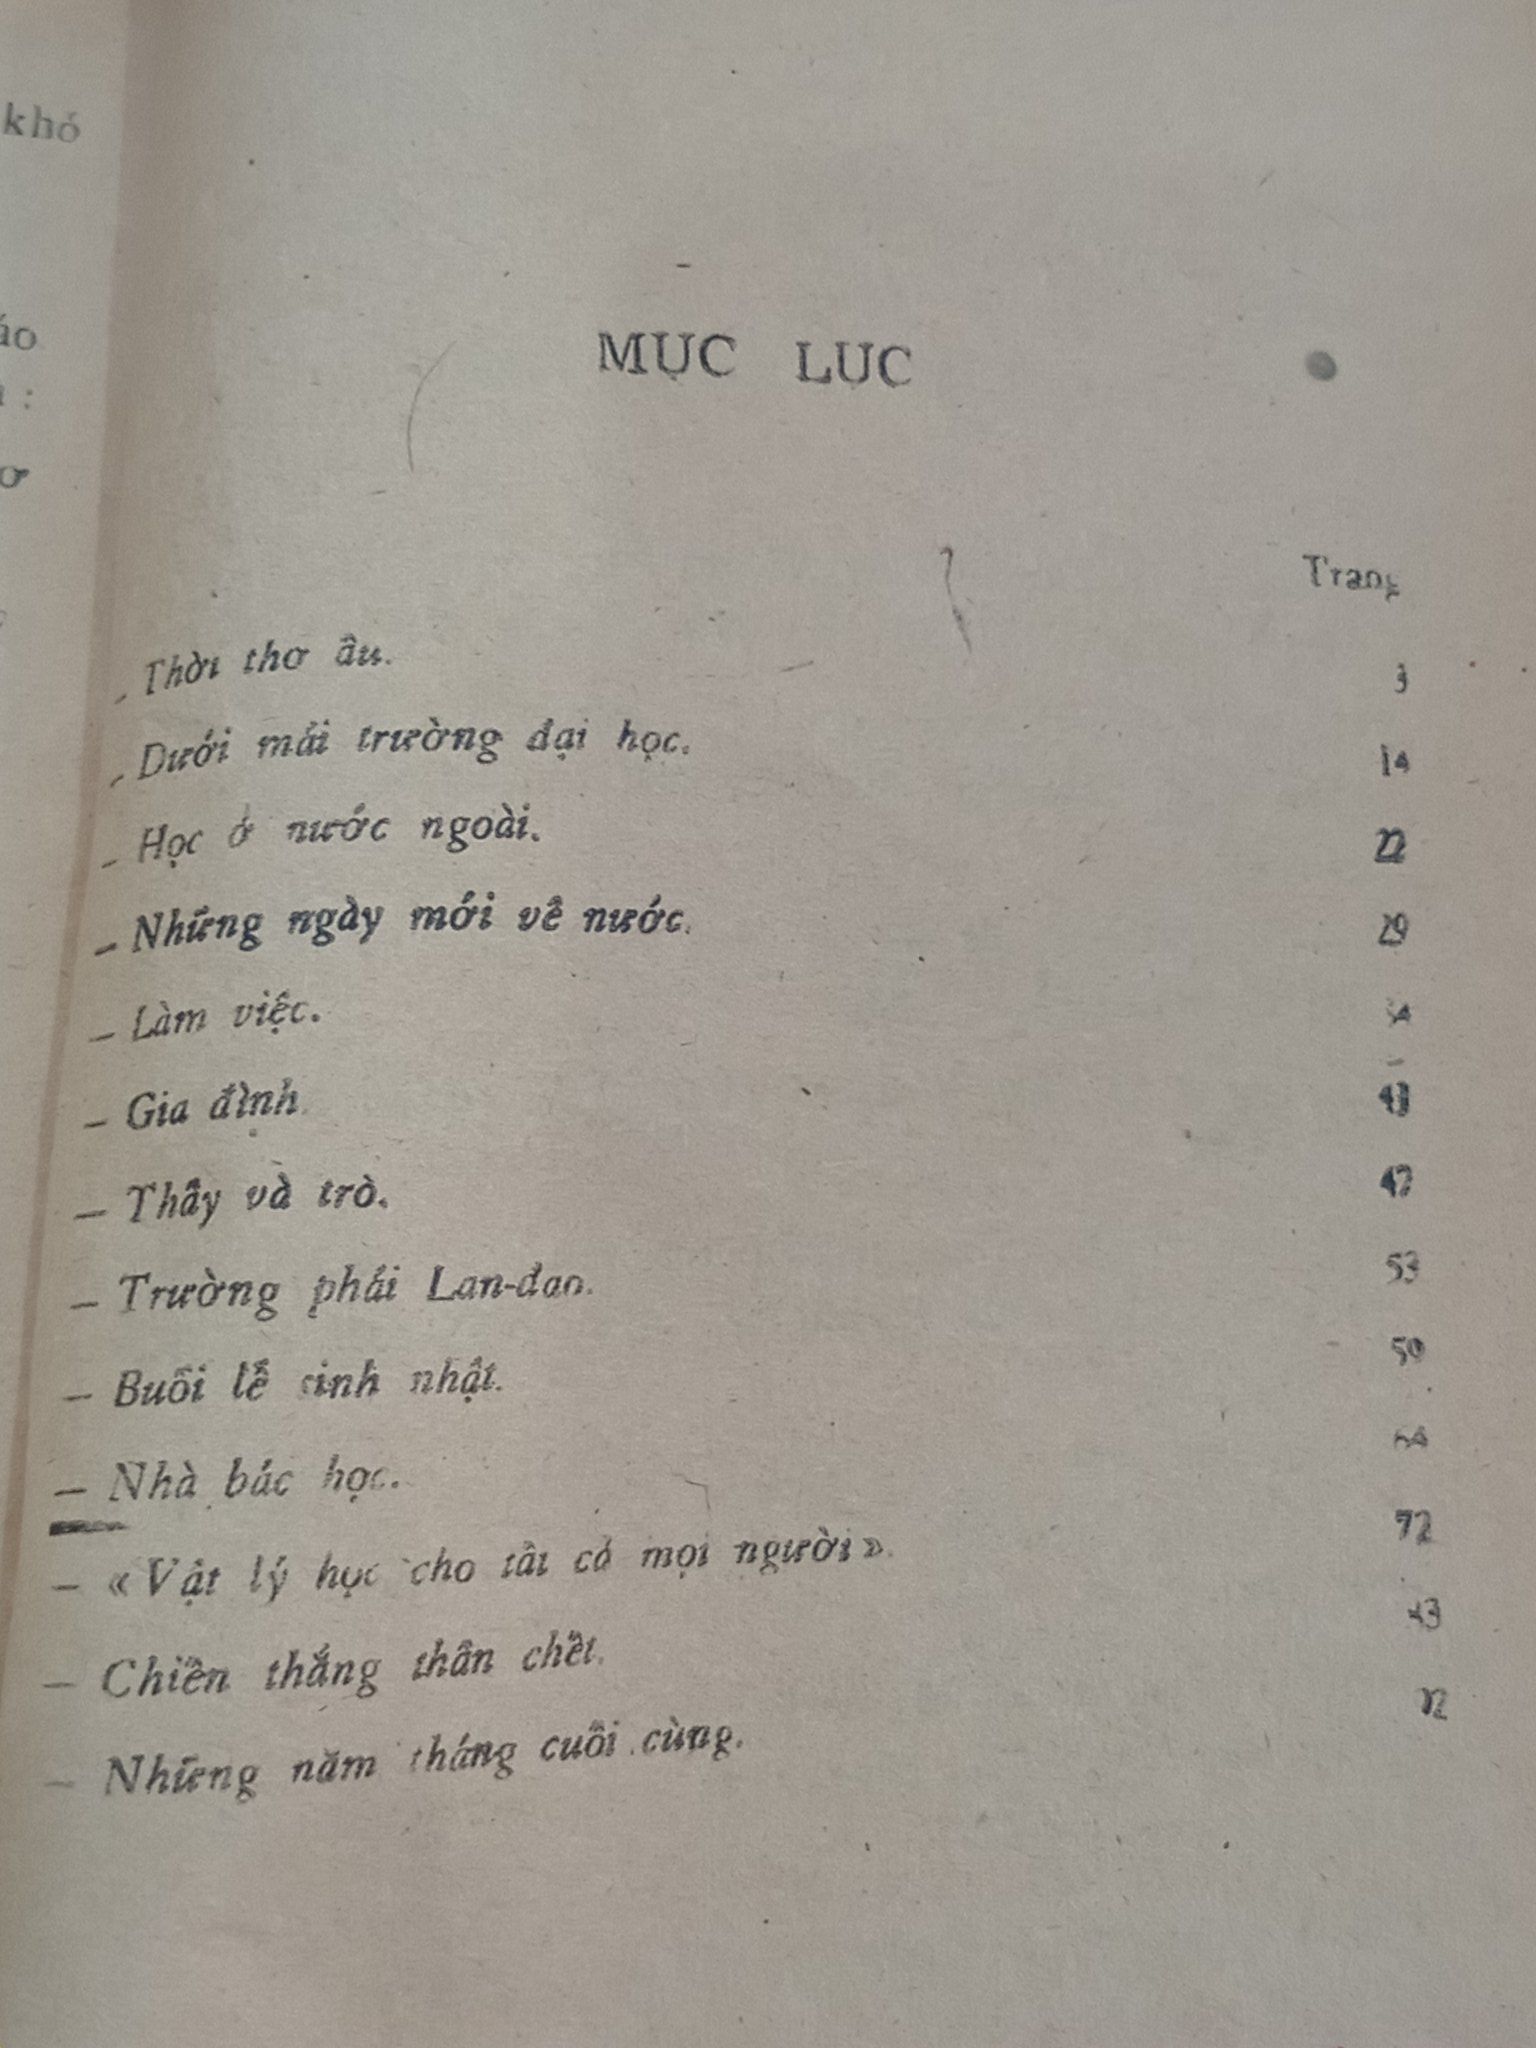 khó
áo
ơ
MỤC LỤC
Trang
- Thời thơ ấu. 3
- Dưới mái trường đại học. 14
- Học ở nước ngoài. 22
- Những ngày mới về nước. 29
- Làm việc.
- Gia đình. 43
- Thầy và trò. 47
- Trường phái Lan-đao. 53
- Buổi lễ sinh nhật. 59
- Nhà bác học.
- « Vật lý học cho tất cả mọi người ». 72
- Chiến thắng thần chết.
- Những năm tháng cuối cùng.